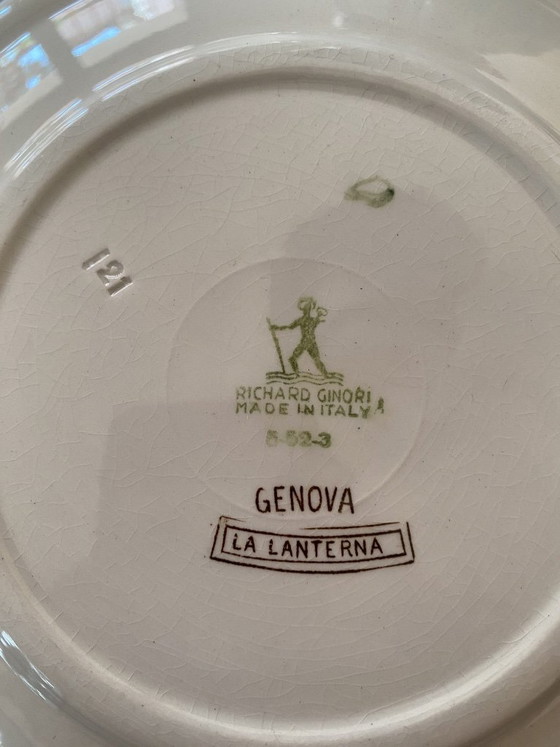 121
RICHARD GINORI
MADE IN ITALY
5-52-3
GENOVA
LA LANTERNA